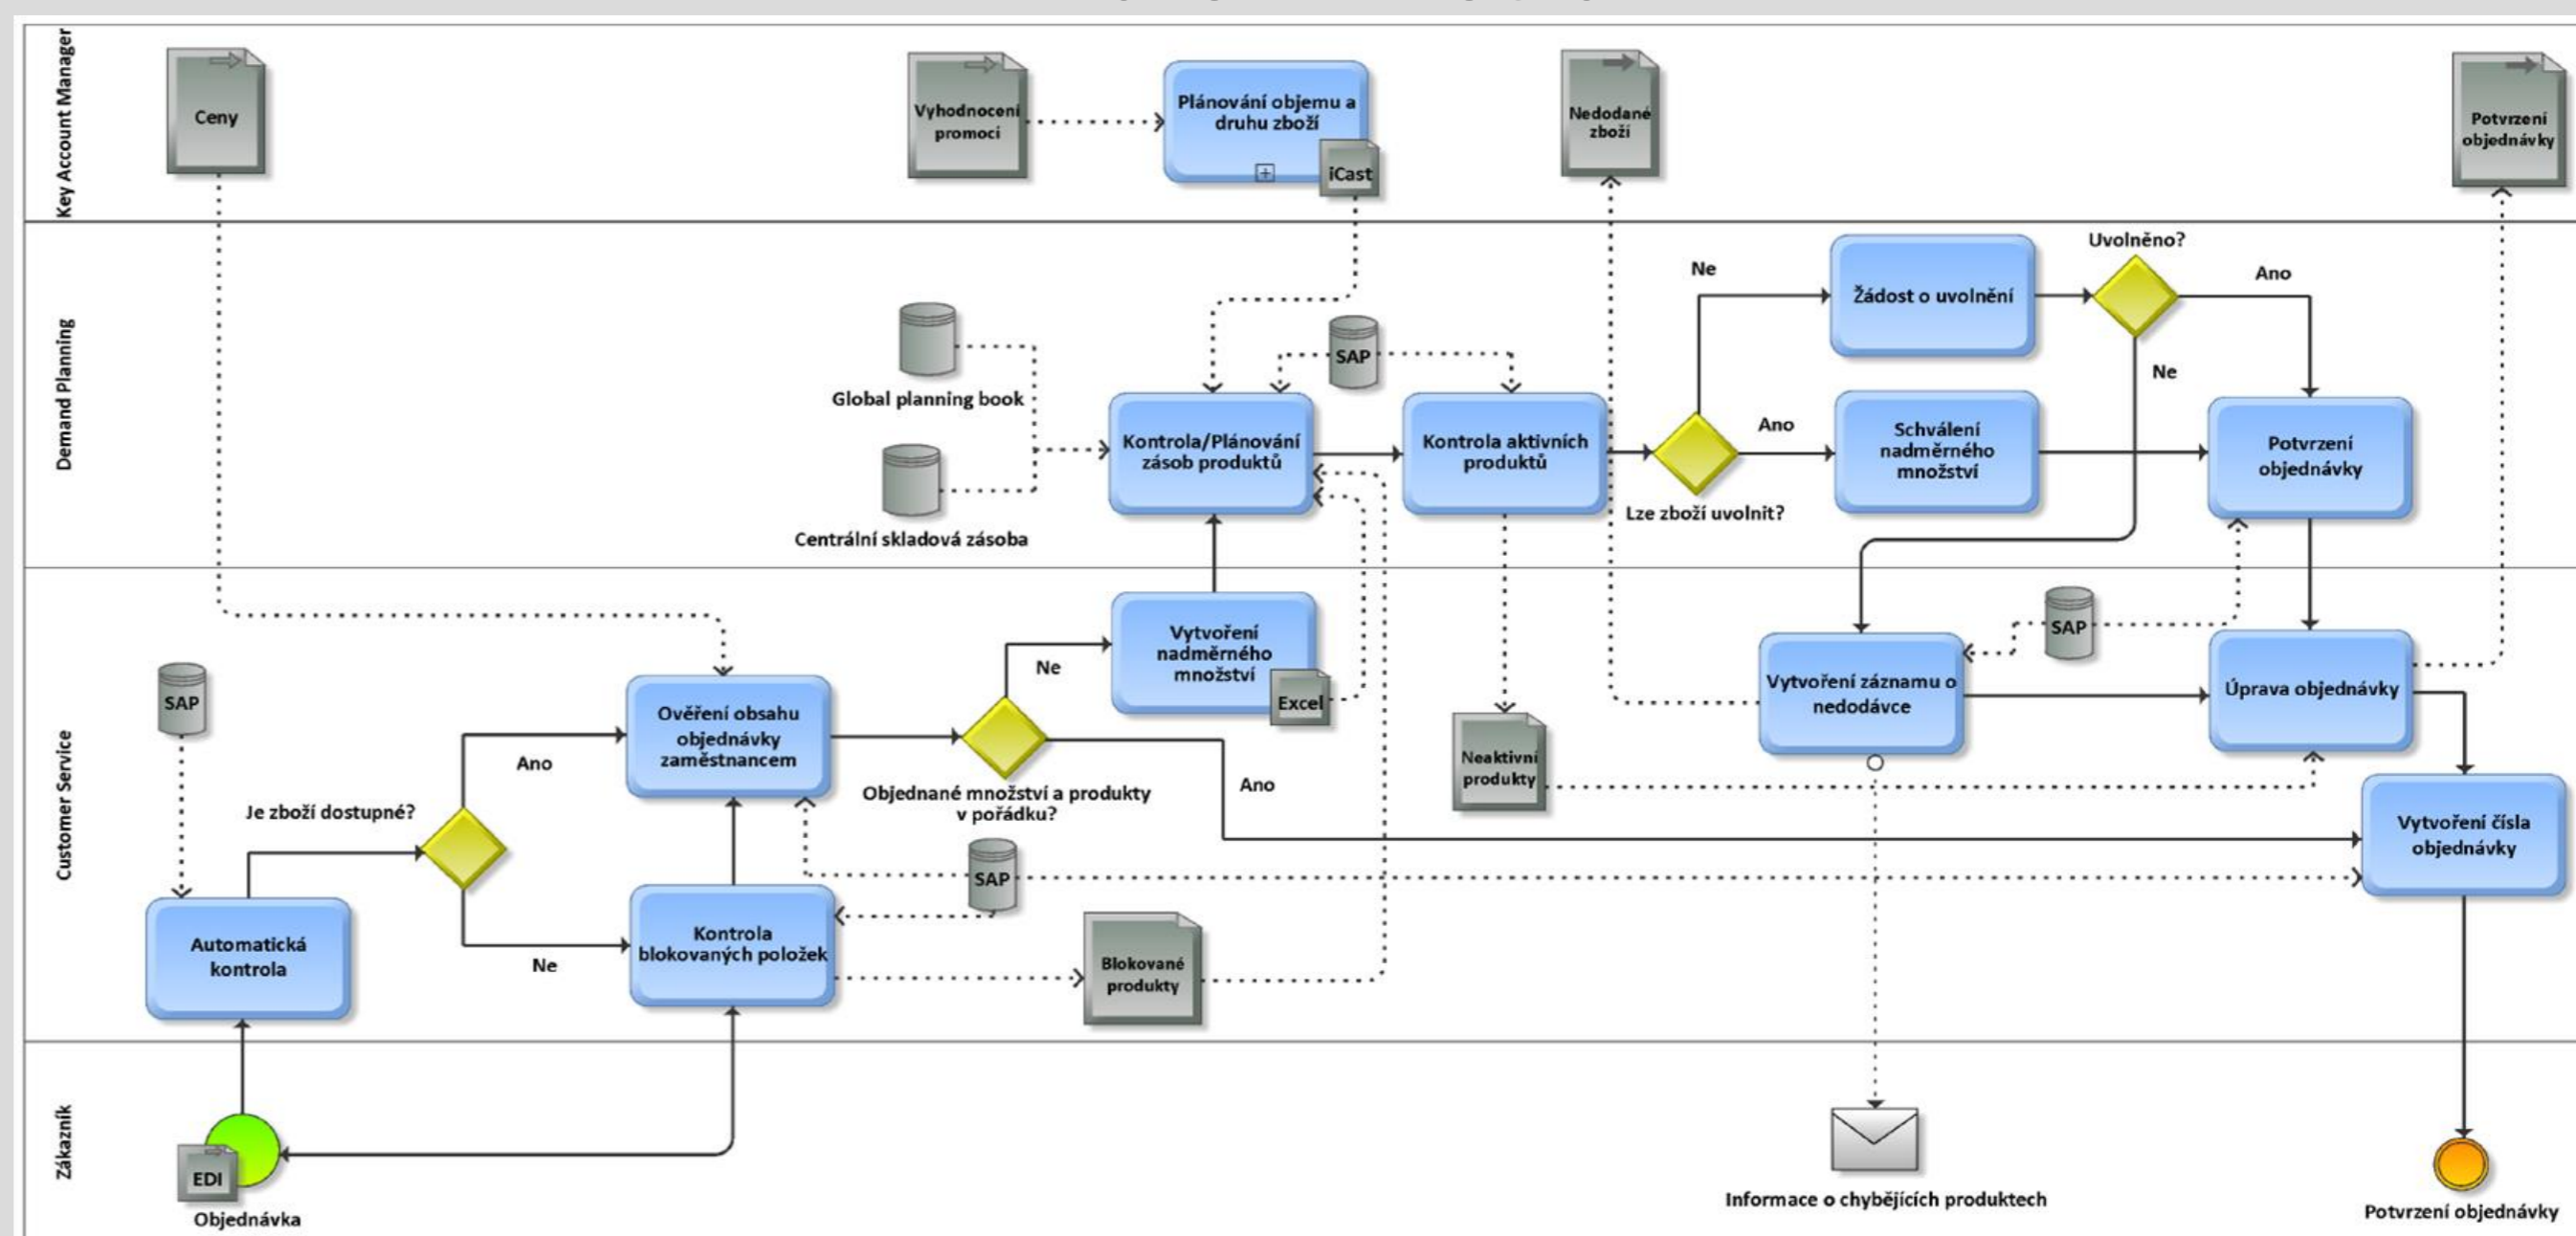 Key Account Manager
Ceny
Vyhodnocení
promocí
Plánování objemu a
druhu zboží
iCast
Nedodané
zboží
Potvrzení
objednávky
Demand Planning
Global planning book
Centrální skladová zásoba
Kontrola/Plánování
zásob produktů
SAP
Kontrola aktivních
produktů
Ne
Ano
Lze zboží uvolnit?
Žádost o uvolnění
Uvolněno?
Ano
Ne
Schválení
nadměrného
množství
Potvrzení
objednávky
Customer Service
SAP
Automatická
kontrola
Je zboží dostupné?
Ano
Ne
Ověření obsahu
objednávky
zaměstnancem
Kontrola
blokovaných položek
Objednané množství a produkty
v pořádku?
Ne
Ano
SAP
Vytvoření
nadměrného
množství
Excel
Blokované
produkty
Neaktivní
produkty
Vytvoření záznamu o
nedodávce
SAP
Úprava objednávky
Vytvoření čísla
objednávky
Zákazník
EDI
Objednávka
Informace o chybějících produktech
Potvrzení objednávky